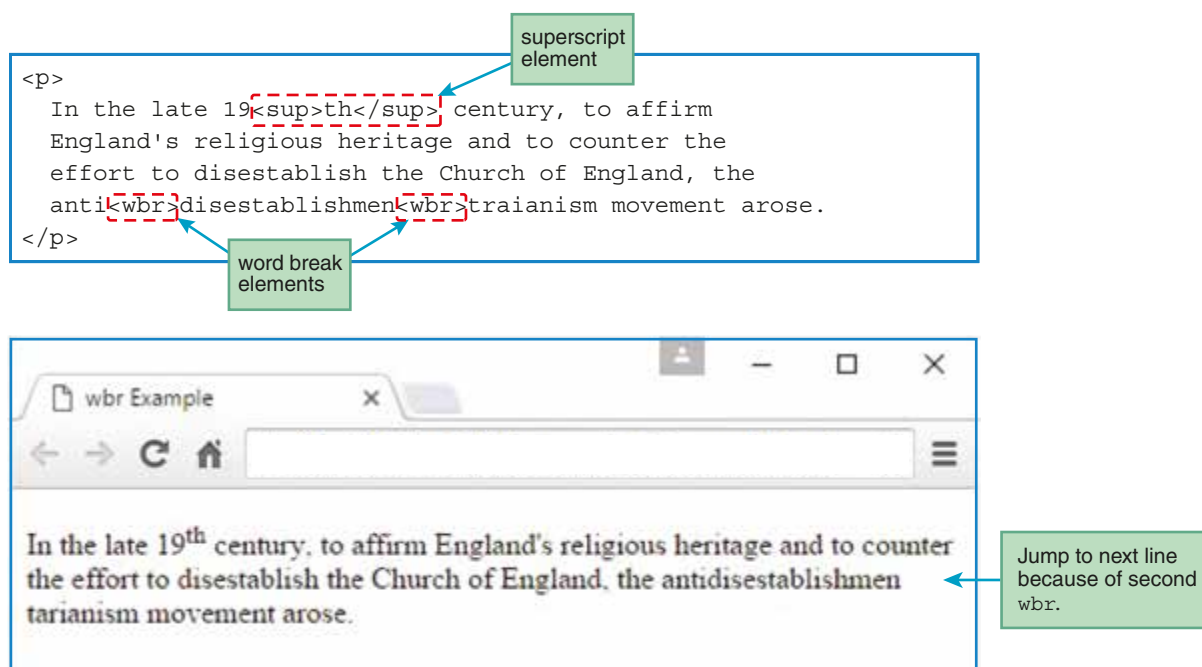 superscript
element
<p>
In the late 19<sup>th</sup> century, to affirm
England's religious heritage and to counter the
effort to disestablish the Church of England, the
anti<wbr>disestablishmen<wbr>traianism movement arose.
</p>
word break
elements
wbr Example
In the late 19th century, to affirm England's religious heritage and to counter
the effort to disestablish the Church of England, the antidisestablishmen
tarianism movement arose.
Jump to next line
because of second
wbr.